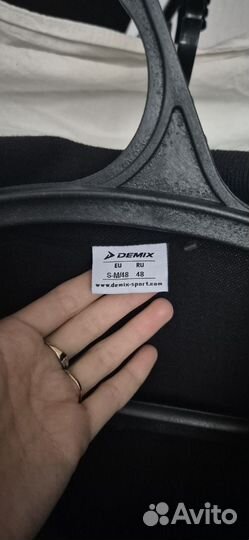 DEMIX
EU RU
S-M/48 48
www.demix-sport.com
Avito